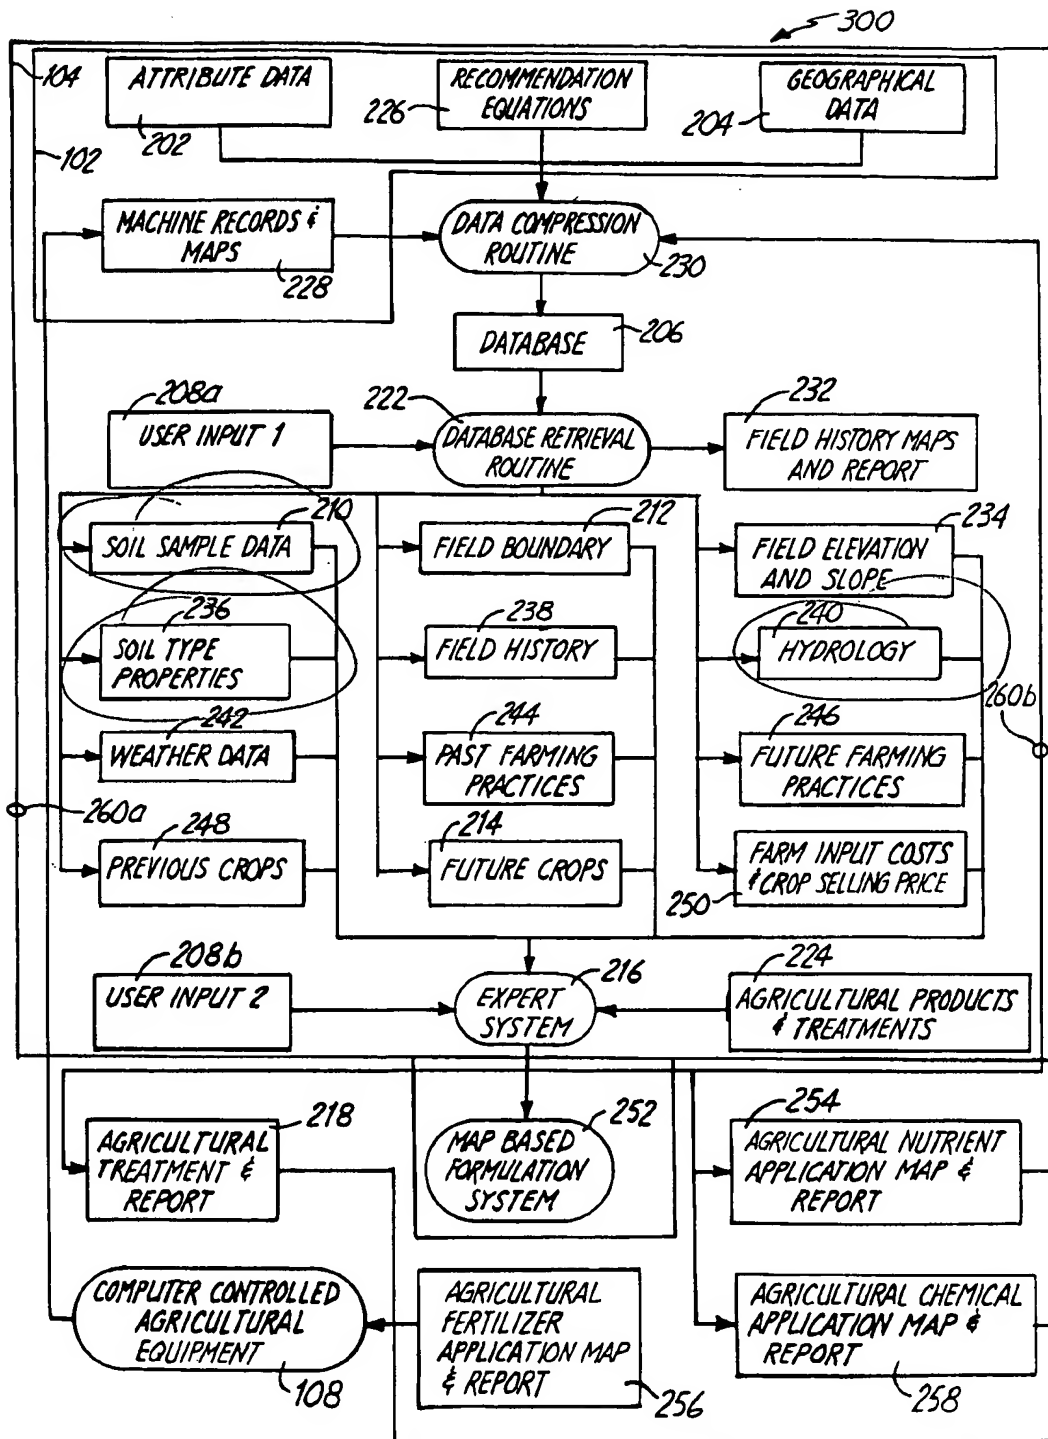 300
104
ATTRIBUTE DATA
202
RECOMMENDATION
EQUATIONS
226
GEOGRAPHICAL
DATA
204
102
MACHINE RECORDS &
MAPS
228
DATA COMPRESSION
ROUTINE
230
DATABASE
206
208a
USER INPUT 1
222
DATABASE RETRIEVAL
ROUTINE
232
FIELD HISTORY MAPS
AND REPORT
210
SOIL SAMPLE DATA
212
FIELD BOUNDARY
234
FIELD ELEVATION
AND SLOPE
236
SOIL TYPE
PROPERTIES
238
FIELD HISTORY
240
HYDROLOGY
260b
242
WEATHER DATA
244
PAST FARMING
PRACTICES
246
FUTURE FARMING
PRACTICES
260a
248
PREVIOUS CROPS
214
FUTURE CROPS
FARM INPUT COSTS
& CROP SELLING PRICE
250
208b
USER INPUT 2
216
EXPERT
SYSTEM
224
AGRICULTURAL PRODUCTS
& TREATMENTS
218
AGRICULTURAL
TREATMENT &
REPORT
252
MAP BASED
FORMULATION
SYSTEM
254
AGRICULTURAL NUTRIENT
APPLICATION MAP &
REPORT
COMPUTER CONTROLLED
AGRICULTURAL
EQUIPMENT
108
AGRICULTURAL
FERTILIZER
APPLICATION MAP
& REPORT
256
AGRICULTURAL CHEMICAL
APPLICATION MAP &
REPORT
258